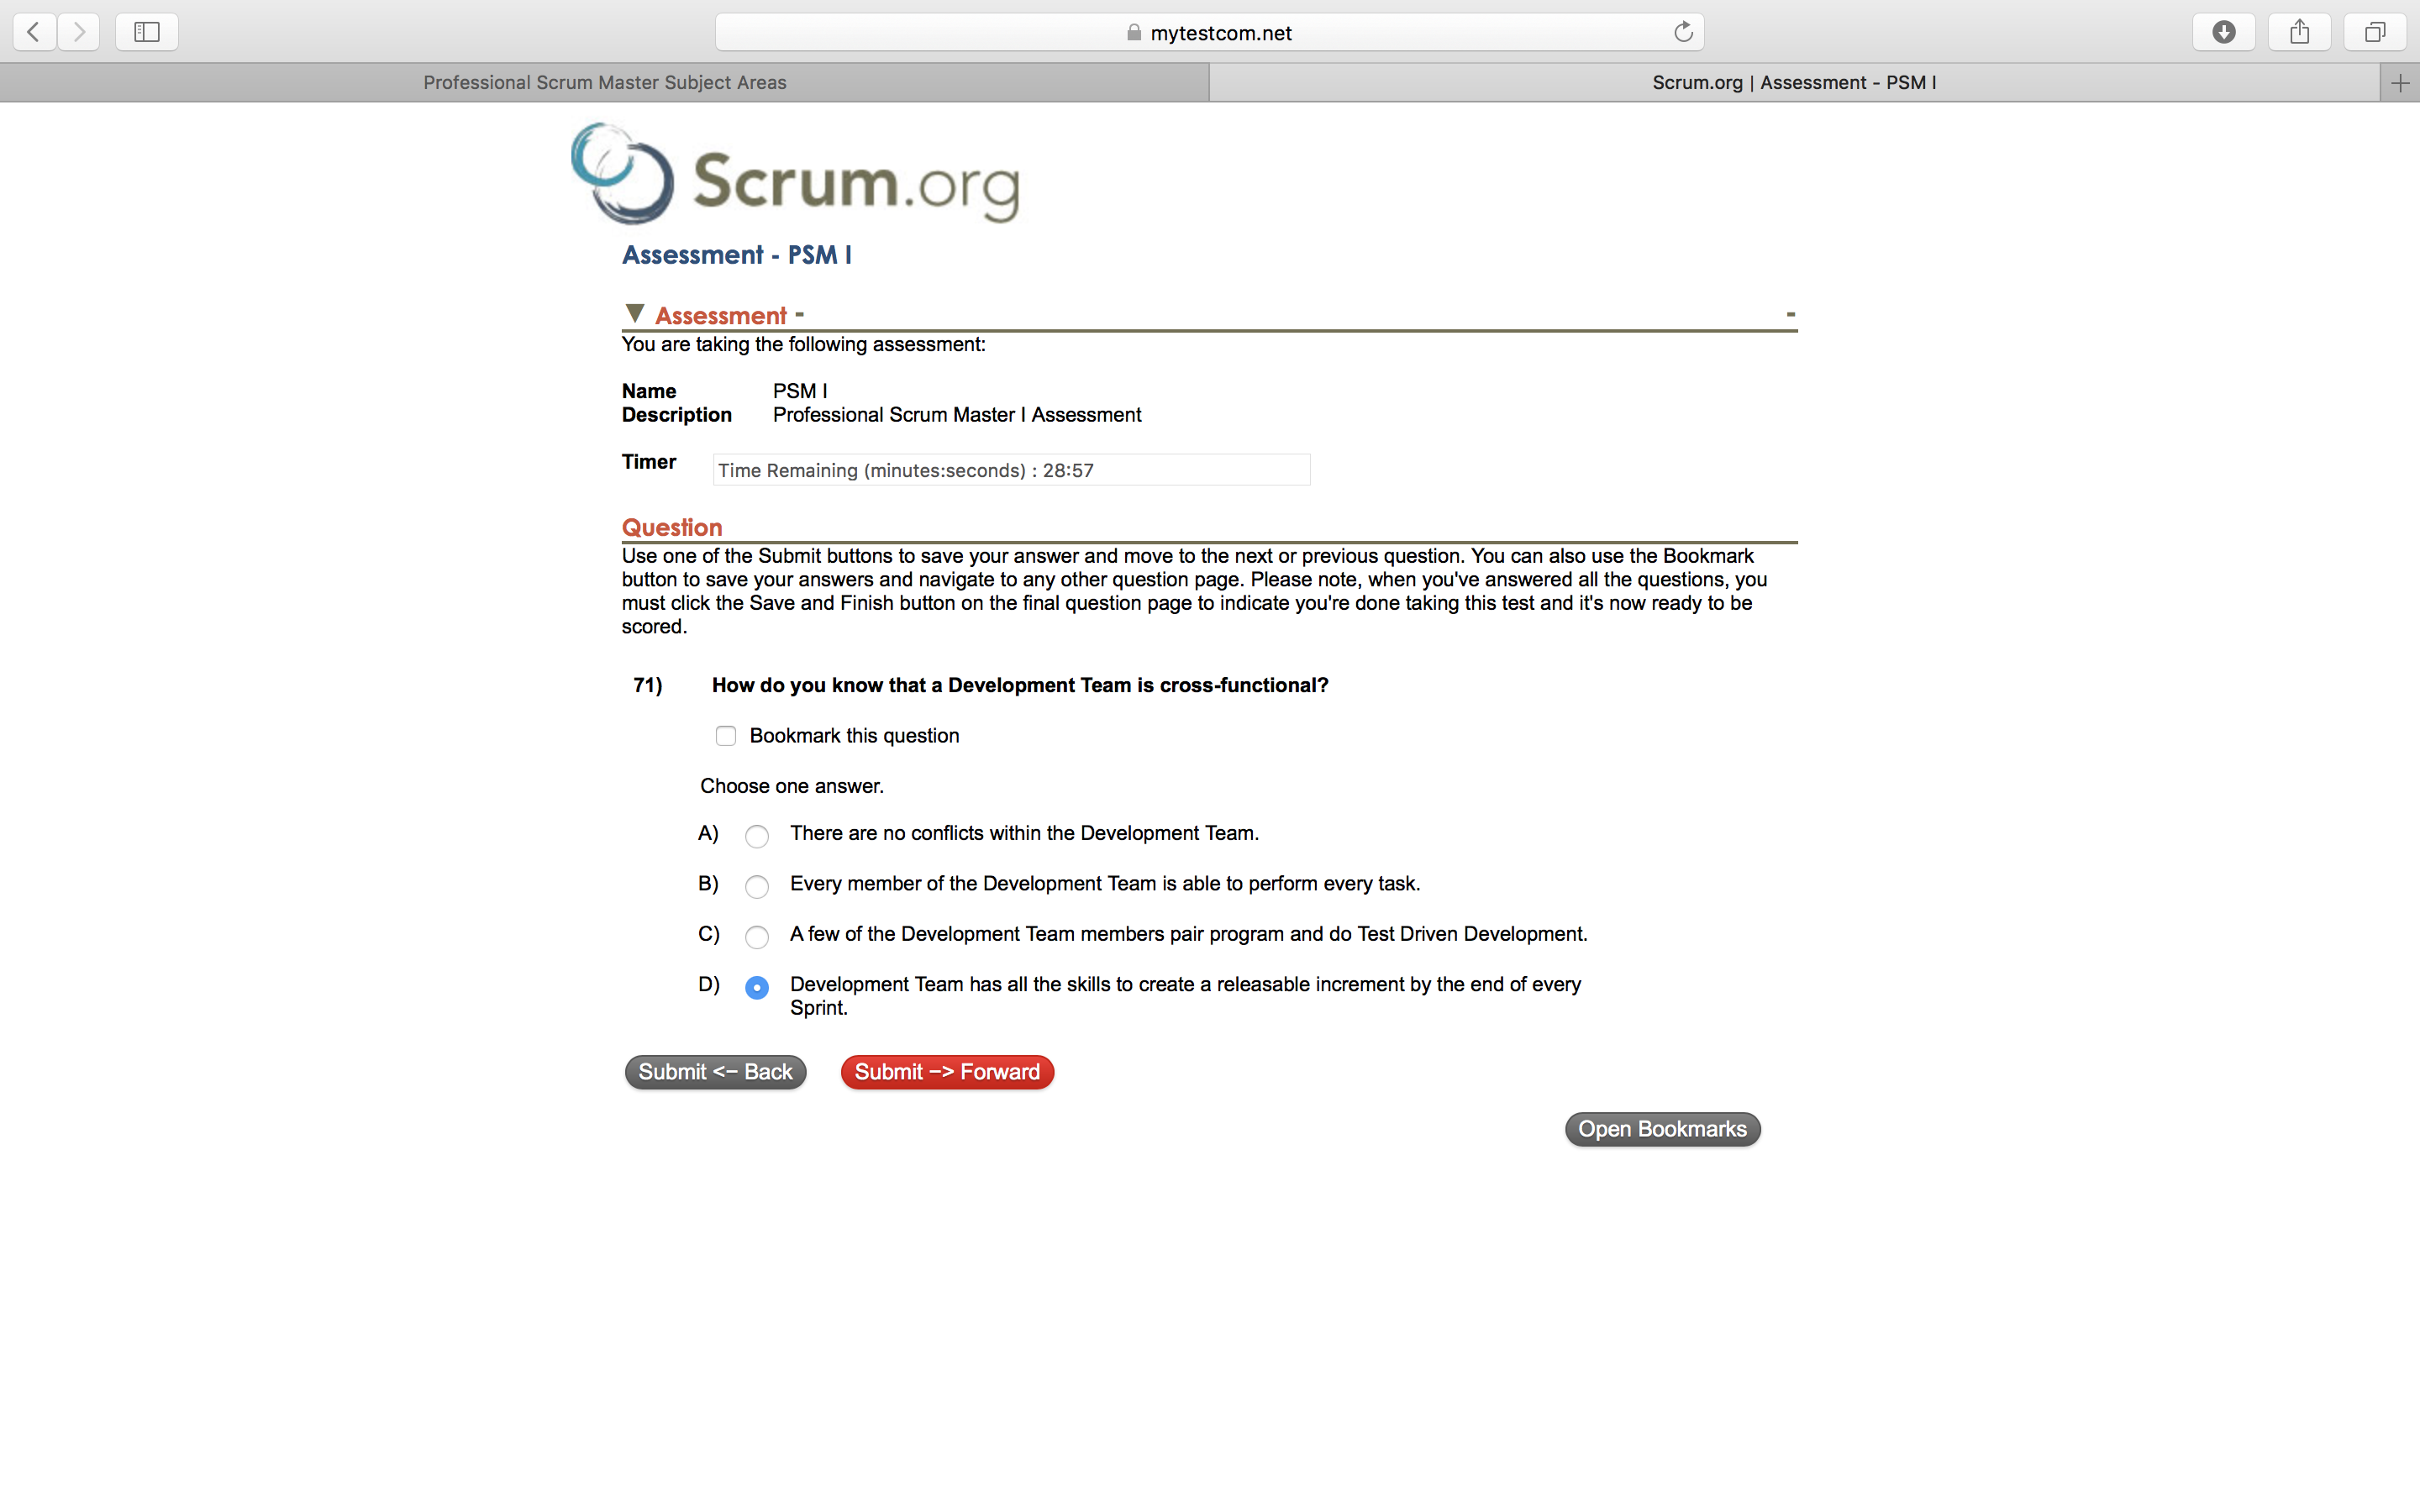 mytestcom.net
Professional Scrum Master Subject Areas
Scrum.org | Assessment - PSM I
Scrum.org
Assessment - PSM I
▼ Assessment - -
You are taking the following assessment:
Name PSM I
Description Professional Scrum Master I Assessment
Timer Time Remaining (minutes:seconds) : 28:57
Question
Use one of the Submit buttons to save your answer and move to the next or previous question. You can also use the Bookmark
button to save your answers and navigate to any other question page. Please note, when you've answered all the questions, you
must click the Save and Finish button on the final question page to indicate you're done taking this test and it's now ready to be
scored.
71) How do you know that a Development Team is cross-functional?
Bookmark this question
Choose one answer.
A) There are no conflicts within the Development Team.
B) Every member of the Development Team is able to perform every task.
C) A few of the Development Team members pair program and do Test Driven Development.
D) Development Team has all the skills to create a releasable increment by the end of every
Sprint.
Submit <- Back Submit -> Forward
Open Bookmarks